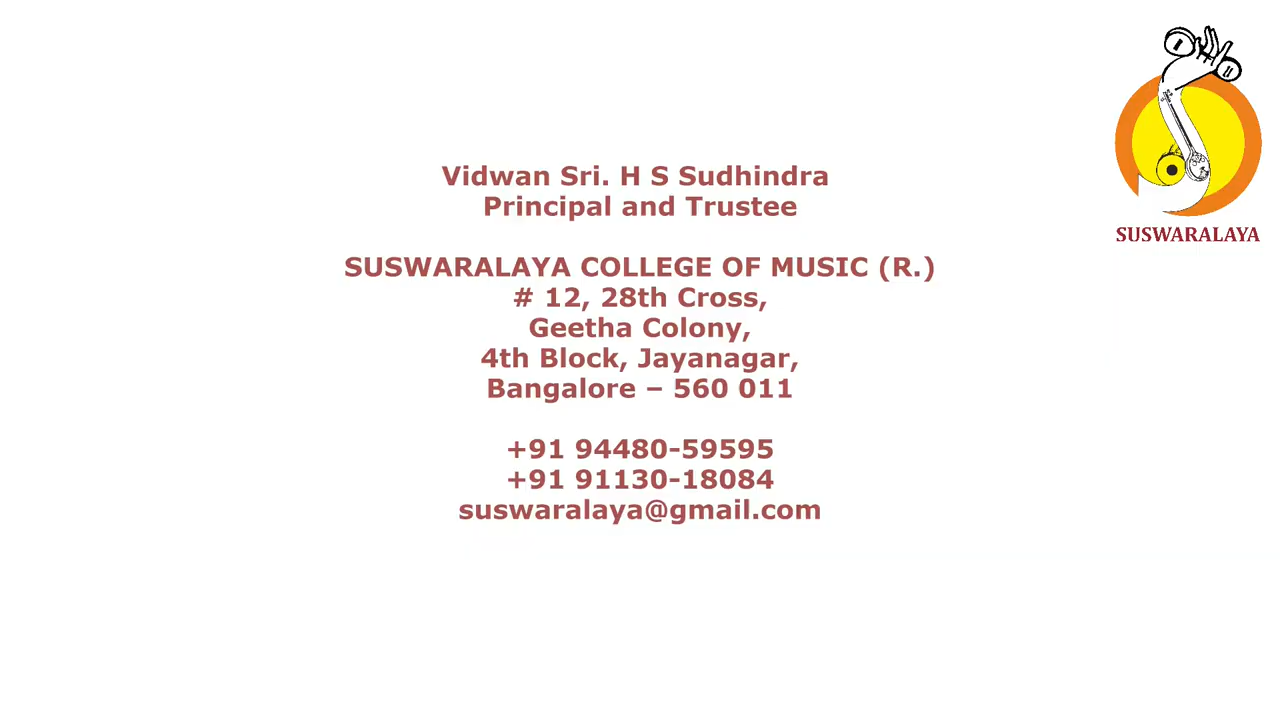 Vidwan Sri. H S Sudhindra
Principal and Trustee
SUSWARALAYA COLLEGE OF MUSIC (R.)
# 12, 28th Cross,
Geetha Colony,
4th Block, Jayanagar,
Bangalore – 560 011
+91 94480-59595
+91 91130-18084
suswaralaya@gmail.com
SUSWARALAYA